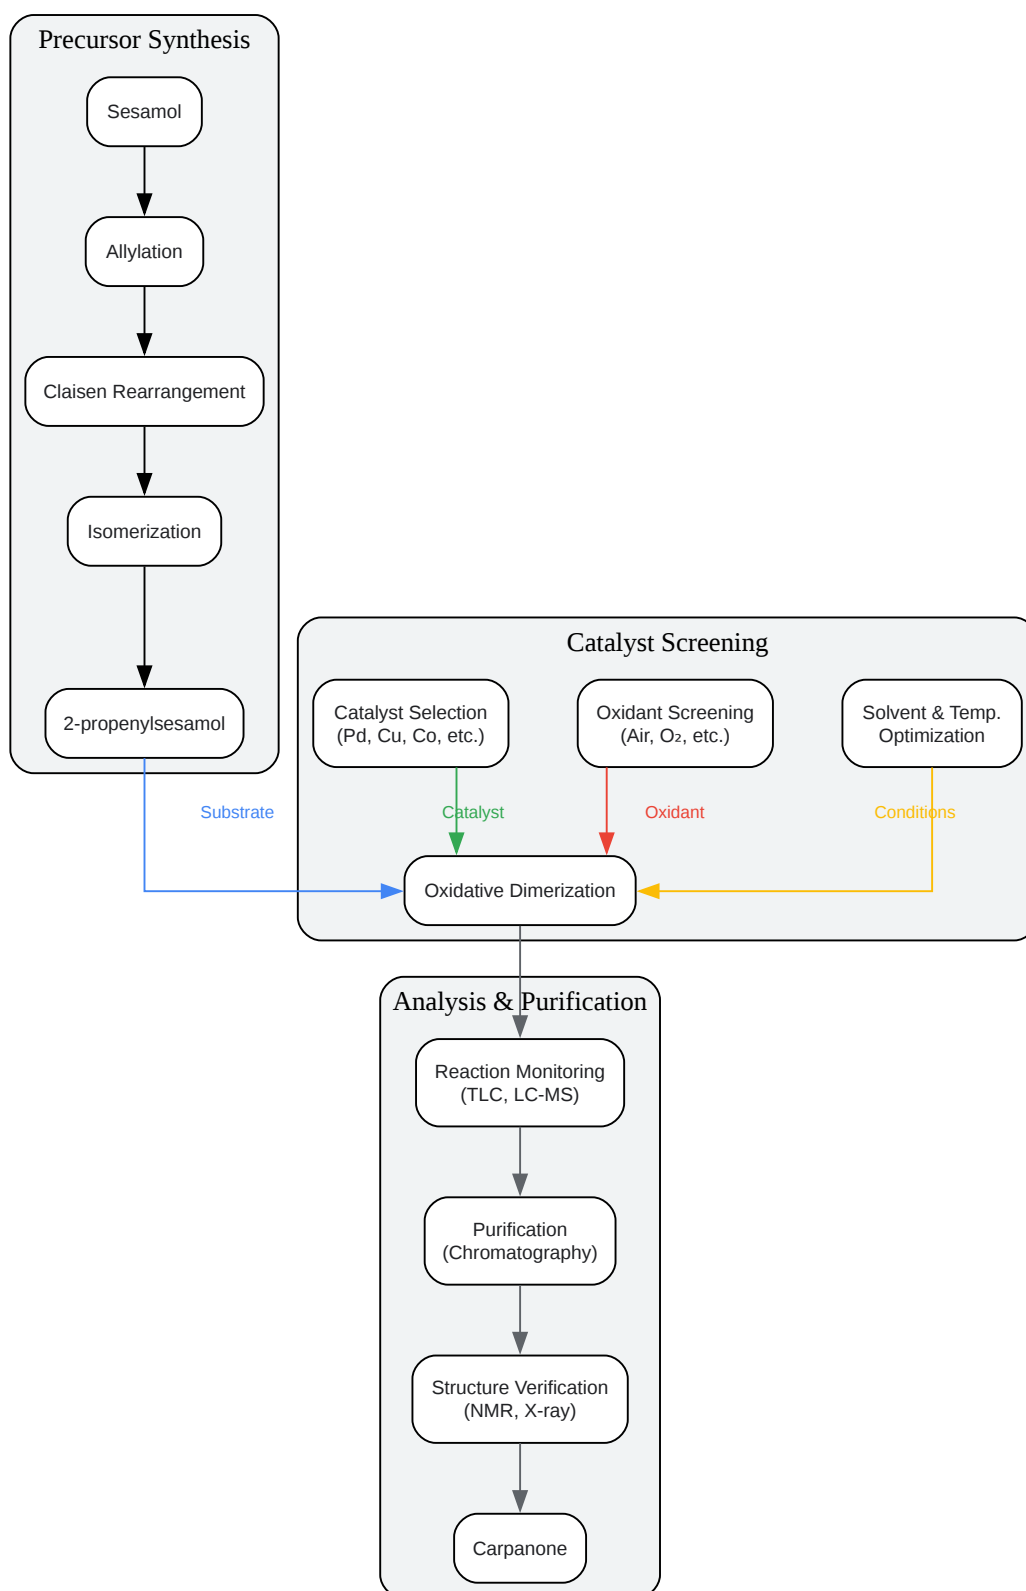 Precursor Synthesis
Sesamol
Allylation
Claisen Rearrangement
Isomerization
2-propenylsesamol
Catalyst Screening
Catalyst Selection
(Pd, Cu, Co, etc.)
Oxidant Screening
(Air, O₂, etc.)
Solvent & Temp.
Optimization
Substrate
Catalyst
Oxidant
Conditions
Oxidative Dimerization
Analysis & Purification
Reaction Monitoring
(TLC, LC-MS)
Purification
(Chromatography)
Structure Verification
(NMR, X-ray)
Carpanone